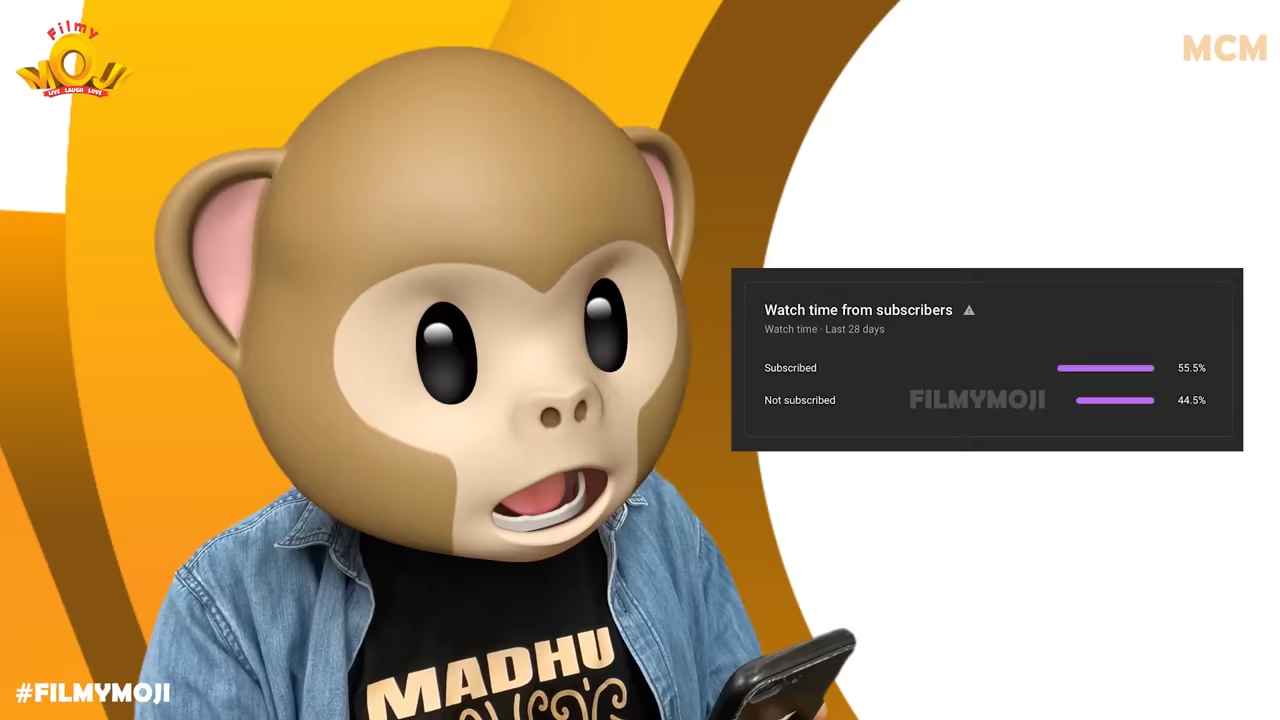 Filmy
MOJI
LIVE LAUGH LOVE
MCM
Watch time from subscribers
Watch time · Last 28 days
Subscribed 55.5%
Not subscribed 44.5%
FILMYMOJI
MADHU
#FILMYMOJI